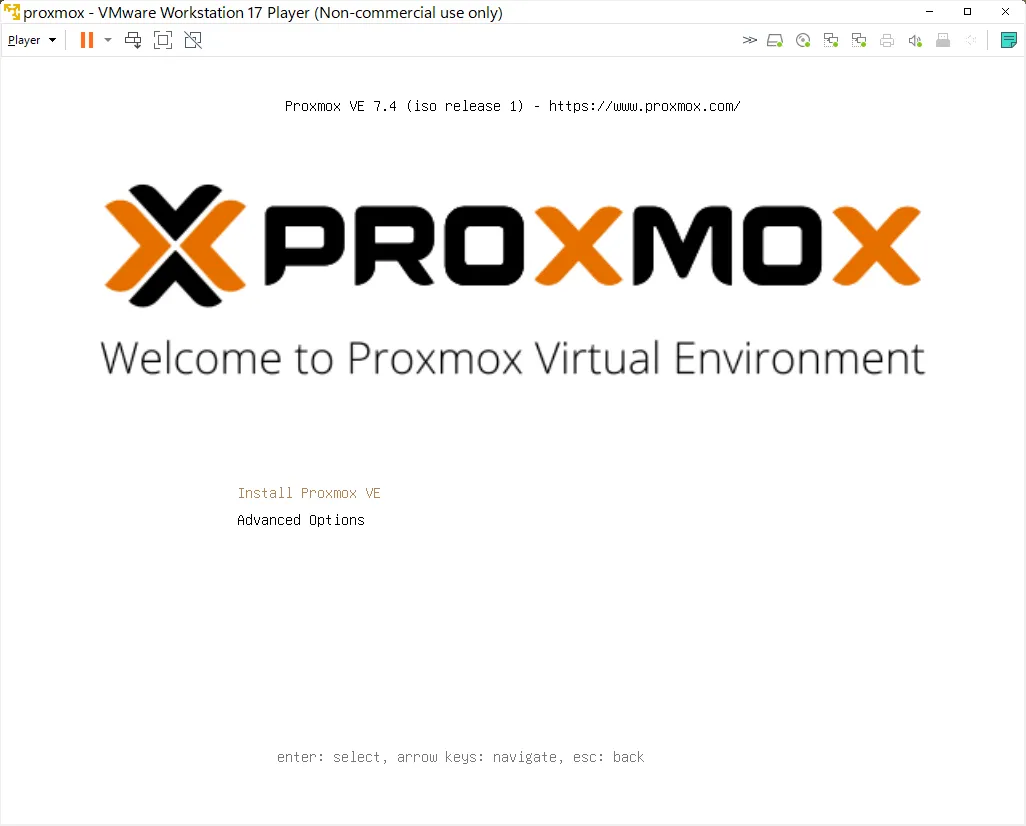 proxmox - VMware Workstation 17 Player (Non-commercial use only)
Player
Proxmox VE 7.4 (iso release 1) - https://www.proxmox.com/
PROXMOX
Welcome to Proxmox Virtual Environment
Install Proxmox VE
Advanced Options
enter: select, arrow keys: navigate, esc: back